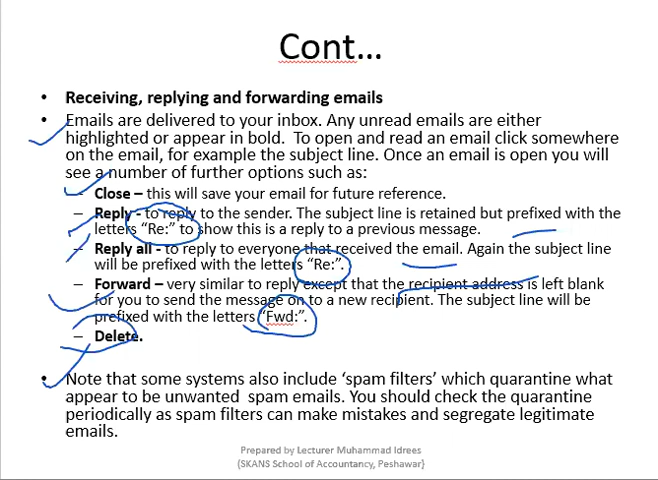 Cont...
• Receiving, replying and forwarding emails
• Emails are delivered to your inbox. Any unread emails are either
highlighted or appear in bold.  To open and read an email click somewhere
on the email, for example the subject line. Once an email is open you will
see a number of further options such as:
– Close – this will save your email for future reference.
– Reply - to reply to the sender. The subject line is retained but prefixed with the
letters “Re:” to show this is a reply to a previous message.
– Reply all - to reply to everyone that received the email. Again the subject line
will be prefixed with the letters “Re:”.
– Forward – very similar to reply except that the recipient address is left blank
for you to send the message on to a new recipient. The subject line will be
prefixed with the letters “Fwd:”.
– Delete.
• Note that some systems also include ‘spam filters’ which quarantine what
appear to be unwanted  spam emails. You should check the quarantine
periodically as spam filters can make mistakes and segregate legitimate
emails.
Prepared by Lecturer Muhammad Idrees
(SKANS School of Accountancy, Peshawar}